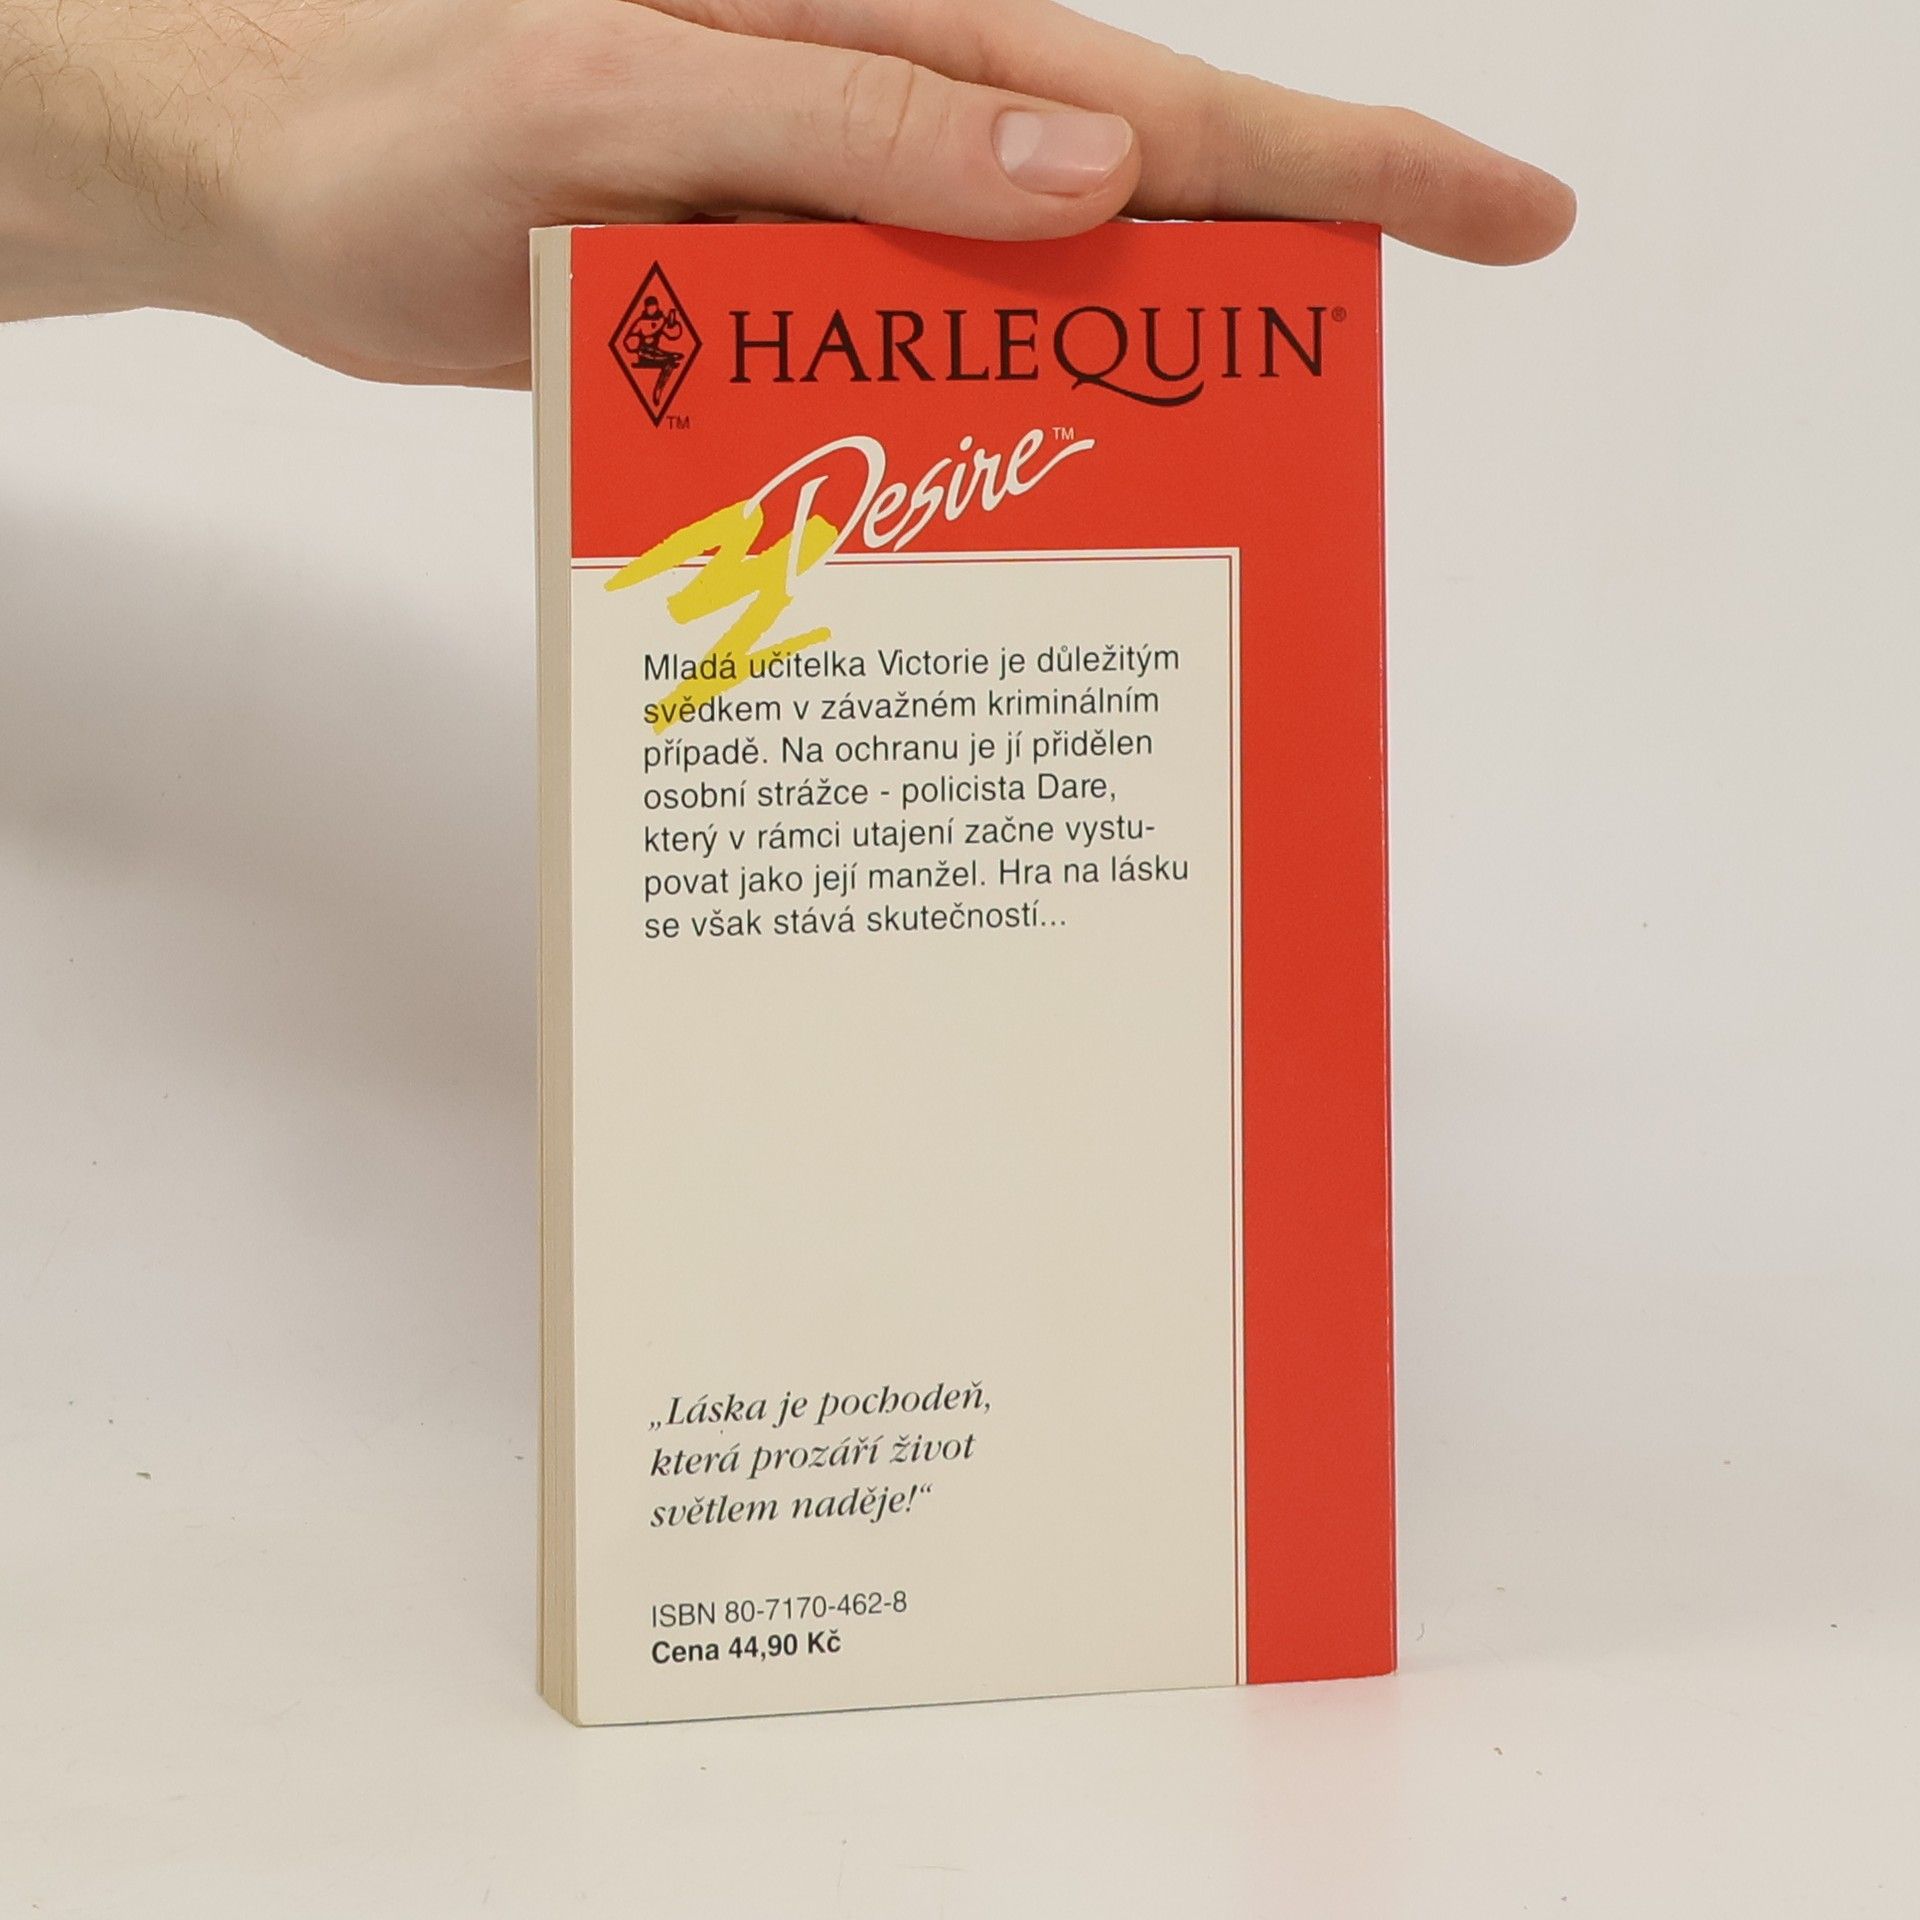 HARLEQUIN®
TM
Desire™
Mladá učitelka Victorie je důležitým
svědkem v závažném kriminálním
případě. Na ochranu je jí přidělen
osobní strážce - policista Dare,
který v rámci utajení začne vystu-
povat jako její manžel. Hra na lásku
se však stává skutečností...
„Láska je pochodeň,
která prozáří život
světlem naděje!“
ISBN 80-7170-462-8
Cena 44,90 Kč